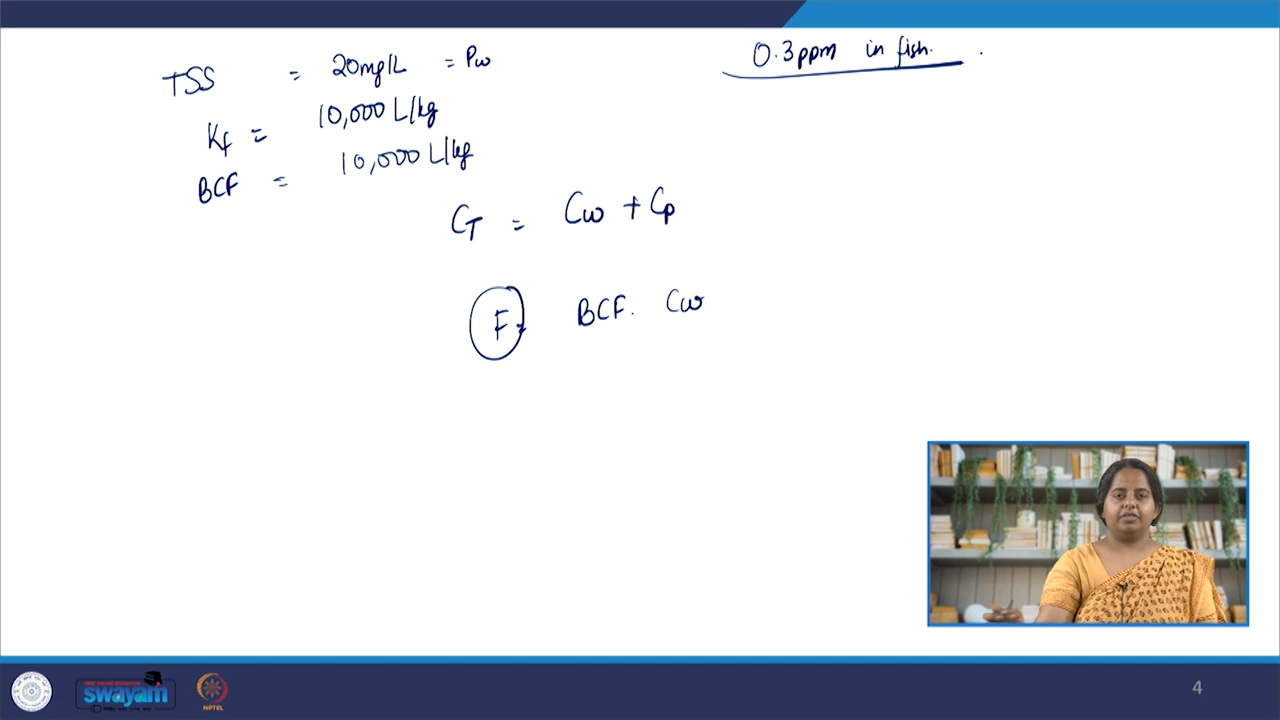 TSS = 20mg/L = Pw
0.3ppm in fish.
Kf = 10,000 L/kg
BCF = 10,000 L/kg
CT = Cw + Cp
F = BCF. Cw
swayam
NPTEL
4